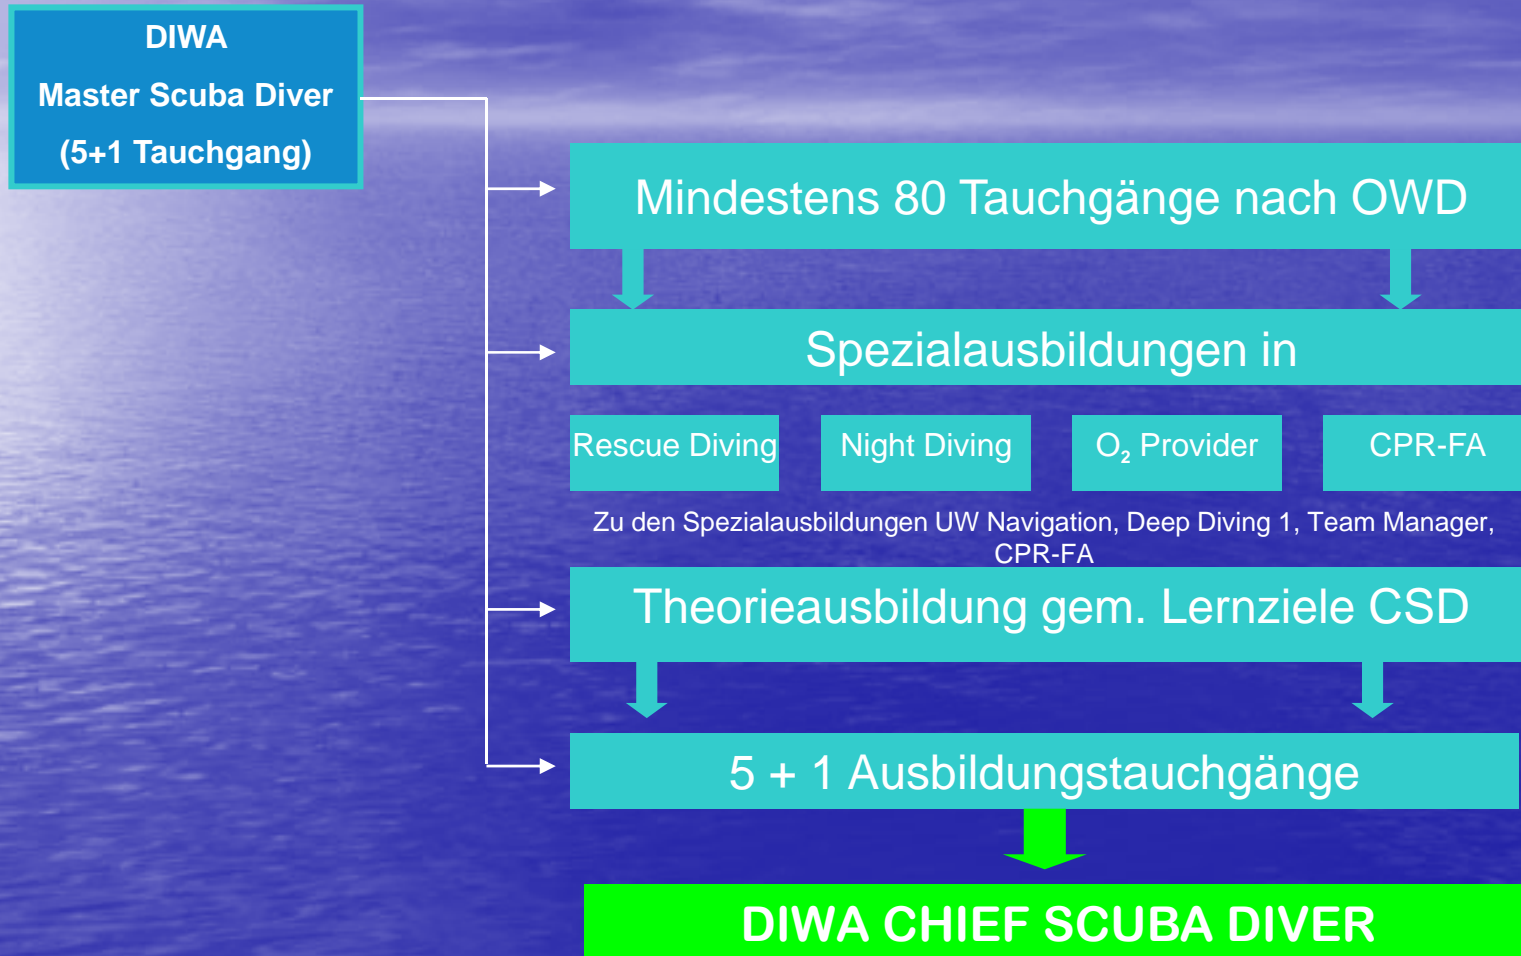 DIWA
Master Scuba Diver
(5+1 Tauchgang)
Mindestens 80 Tauchgänge nach OWD
Spezialausbildungen in
Rescue Diving
Night Diving
O₂ Provider
CPR-FA
Zu den Spezialausbildungen UW Navigation, Deep Diving 1, Team Manager,
CPR-FA
Theorieausbildung gem. Lernziele CSD
5 + 1 Ausbildungstauchgänge
DIWA CHIEF SCUBA DIVER